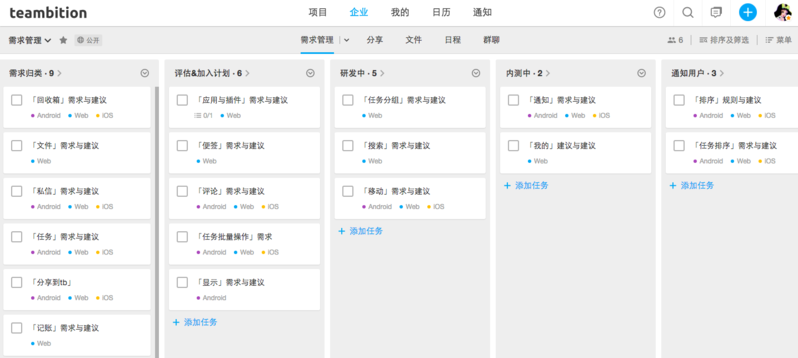 teambition
项目 企业 我的 日历 通知
需求管理 公开
需求管理 分享 文件 日程 群聊
6 排序及筛选 菜单
需求归类 · 9
「回收箱」需求与建议
Android Web iOS
「文件」需求与建议
Web
「私信」需求与建议
Android Web iOS
「任务」需求与建议
Android Web iOS
「分享到tb」
Android Web iOS
「记账」需求与建议
Web
评估&加入计划 · 6
「应用与插件」需求与建议
0/1 Web
「便签」需求与建议
Web
「评论」需求与建议
Android Web iOS
「任务批量操作」需求
Android Web iOS
「显示」需求与建议
Android
添加任务
研发中 · 5
「任务分组」需求与建议
Web
「搜索」需求与建议
Web
「移动」需求与建议
Android Web iOS
添加任务
内测中 · 2
「通知」需求与建议
Android Web iOS
「我的」建议与建议
Web
添加任务
通知用户 · 3
「排序」规则与建议
Android Web iOS
「任务排序」需求与建议
Android Web iOS
添加任务